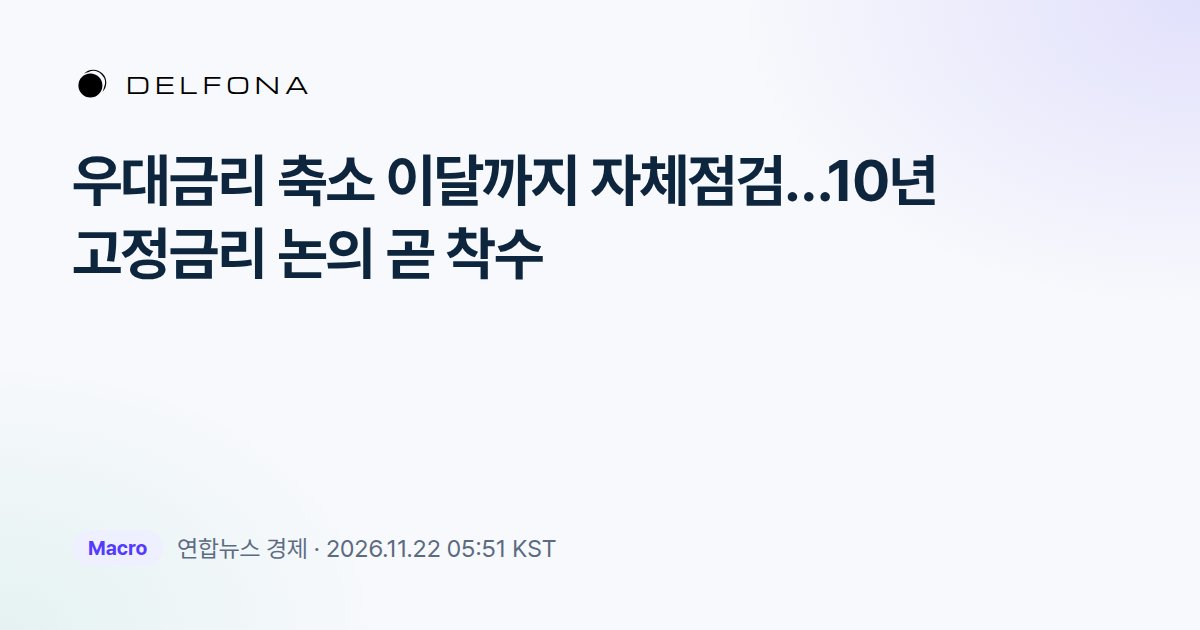 DELFONA
우대금리 축소 이달까지 자체점검…10년
고정금리 논의 곧 착수
Macro 연합뉴스 경제 · 2026.11.22 05:51 KST